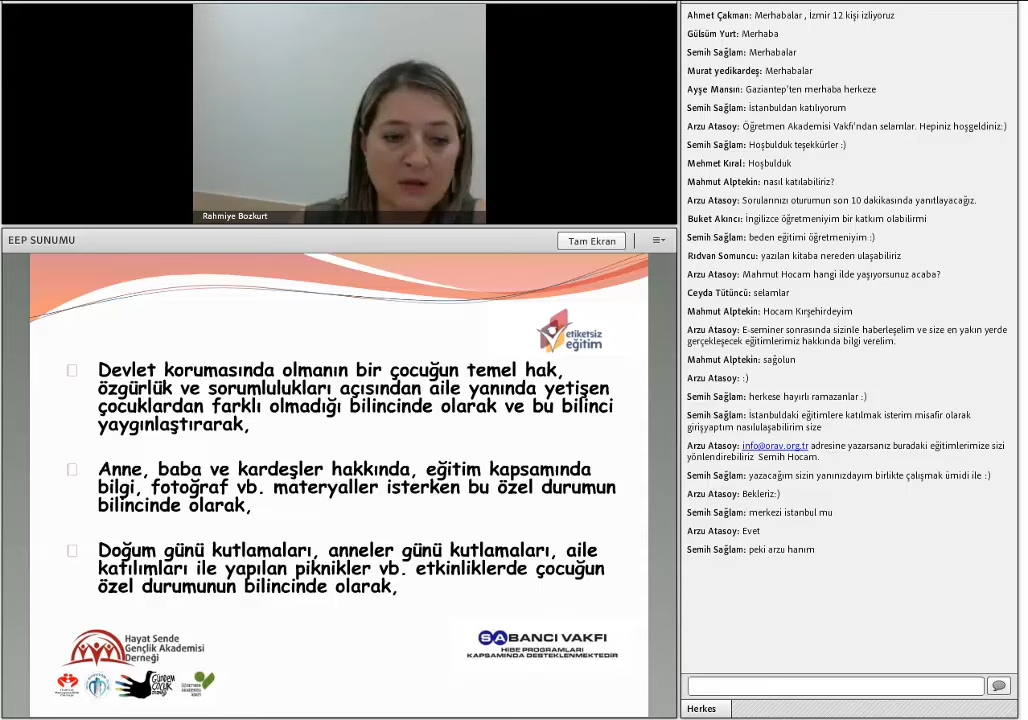 Rahmiye Bozkurt
EEP SUNUMU
Tam Ekran
etiketsiz
eğitim
Devlet korumasında olmanın bir çocuğun temel hak,
özgürlük ve sorumlulukları açısından aile yanında yetişen
çocuklardan farklı olmadığı bilincinde olarak ve bu bilinci
yaygınlaştırarak,
Anne, baba ve kardeşler hakkında, eğitim kapsamında
bilgi, fotoğraf vb. materyaller isterken bu özel durumun
bilincinde olarak,
Doğum günü kutlamaları, anneler günü kutlamaları, aile
katılımları ile yapılan piknikler vb. etkinliklerde çocuğun
özel durumunun bilincinde olarak,
Hayat Sende
Gençlik Akademisi
Derneği
SABANCI VAKFI
HİBE PROGRAMLARI
KAPSAMINDA DESTEKLENMEKTEDİR
Ahmet Çakman: Merhabalar , İzmir 12 kişi izliyoruz
Gülsüm Yurt: Merhaba
Semih Sağlam: Merhabalar
Murat yedikardeş: Merhabalar
Ayşe Mansın: Gaziantep'ten merhaba herkeze
Semih Sağlam: İstanbuldan katılıyorum
Arzu Atasoy: Öğretmen Akademisi Vakfı'ndan selamlar. Hepiniz hoşgeldiniz:)
Semih Sağlam: Hoşbulduk teşekkürler :)
Mehmet Kıral: Hoşbulduk
Mahmut Alptekin: nasıl katılabiliriz?
Arzu Atasoy: Sorularınızı oturumun son 10 dakikasında yanıtlayacağız.
Buket Akıncı: İngilizce öğretmeniyim bir katkım olabilirmi
Semih Sağlam: beden eğitimi öğretmeniyim :)
Rıdvan Somuncu: yazılan kitaba nereden ulaşabiliriz
Arzu Atasoy: Mahmut Hocam hangi ilde yaşıyorsunuz acaba?
Ceyda Tütüncü: selamlar
Mahmut Alptekin: Hocam Kırşehirdeyim
Arzu Atasoy: E-seminer sonrasında sizinle haberleşelim ve size en yakın yerde
gerçekleşecek eğitimlerimiz hakkında bilgi verelim.
Mahmut Alptekin: sağolun
Arzu Atasoy: :)
Semih Sağlam: herkese hayırlı ramazanlar :)
Semih Sağlam: İstanbuldaki eğitimlere katılmak isterim misafir olarak
girişyaptım nasılulaşabilirim size
Arzu Atasoy: info@orav.org.tr adresine yazarsanız buradaki eğitimlerimize sizi
yönlendirebiliriz  Semih Hocam.
Semih Sağlam: yazacağım sizin yanınızdayım birlikte çalışmak ümidi ile :)
Arzu Atasoy: Bekleriz:)
Semih Sağlam: merkezi istanbul mu
Arzu Atasoy: Evet
Semih Sağlam: peki arzu hanım
Herkes